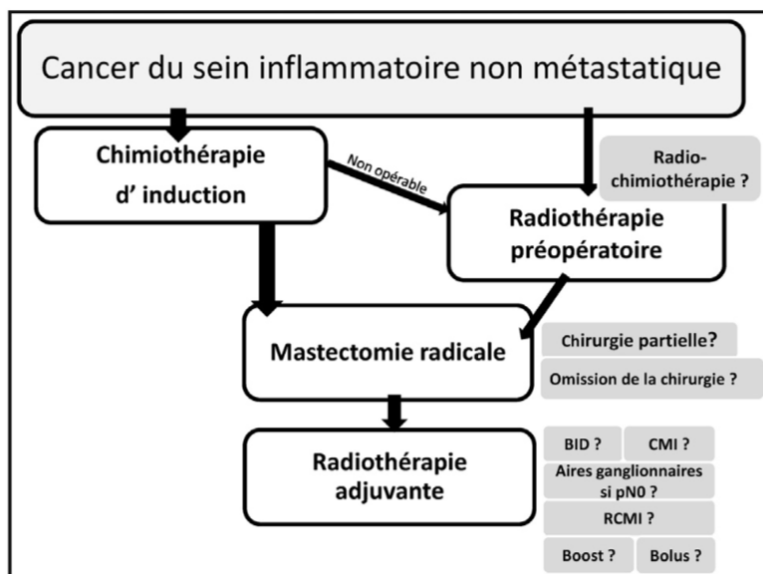 Cancer du sein inflammatoire non métastatique
Chimiothérapie
d’ induction
Non opérable
Radio-
chimiothérapie ?
Radiothérapie
préopératoire
Mastectomie radicale
Chirurgie partielle?
Omission de la chirurgie ?
Radiothérapie
adjuvante
BID ?
CMI ?
Aires ganglionnaires
si pN0 ?
RCMI ?
Boost ?
Bolus ?